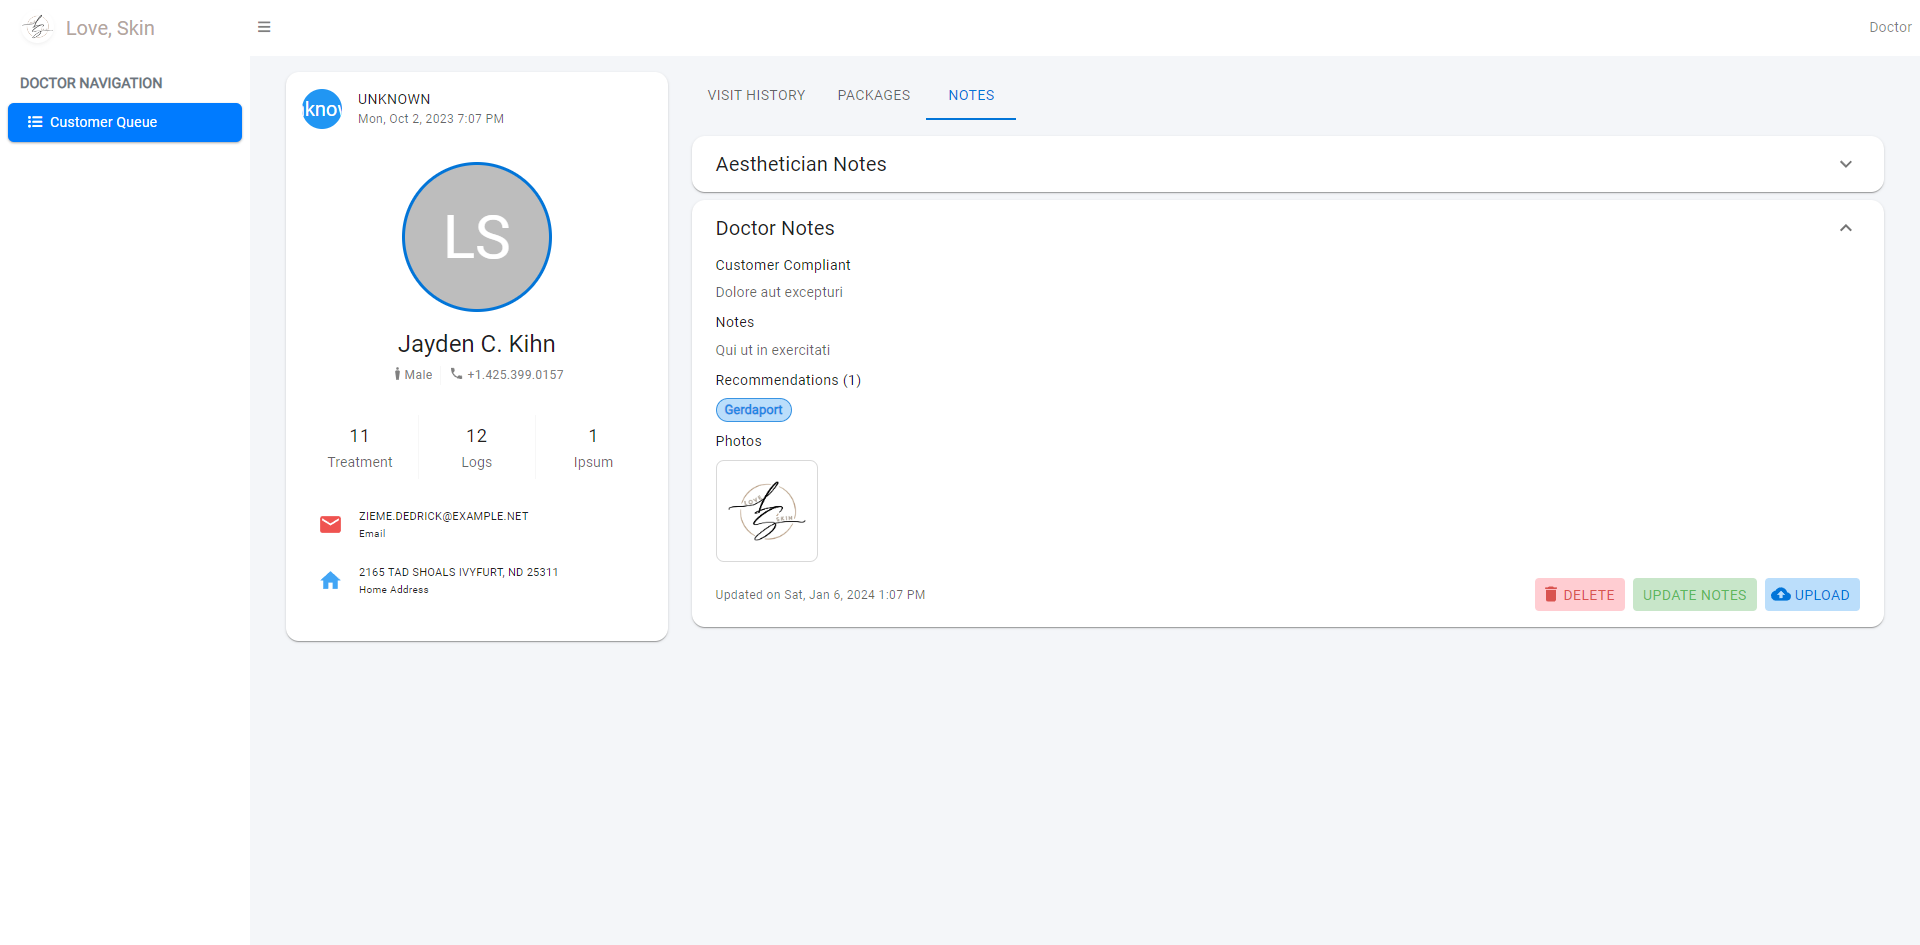 Love, Skin
Doctor
DOCTOR NAVIGATION
Customer Queue
UNKNOWN
Mon, Oct 2, 2023 7:07 PM
LS
Jayden C. Kihn
Male +1.425.399.0157
11 12 1
Treatment Logs Ipsum
ZIEME.DEDRICK@EXAMPLE.NET
Email
2165 TAD SHOALS IVYFURT, ND 25311
Home Address
VISIT HISTORY PACKAGES NOTES
Aesthetician Notes
Doctor Notes
Customer Compliant
Dolore aut excepturi
Notes
Qui ut in exercitati
Recommendations (1)
Gerdaport
Photos
LOVE
SKIN
Updated on Sat, Jan 6, 2024 1:07 PM
DELETE UPDATE NOTES UPLOAD